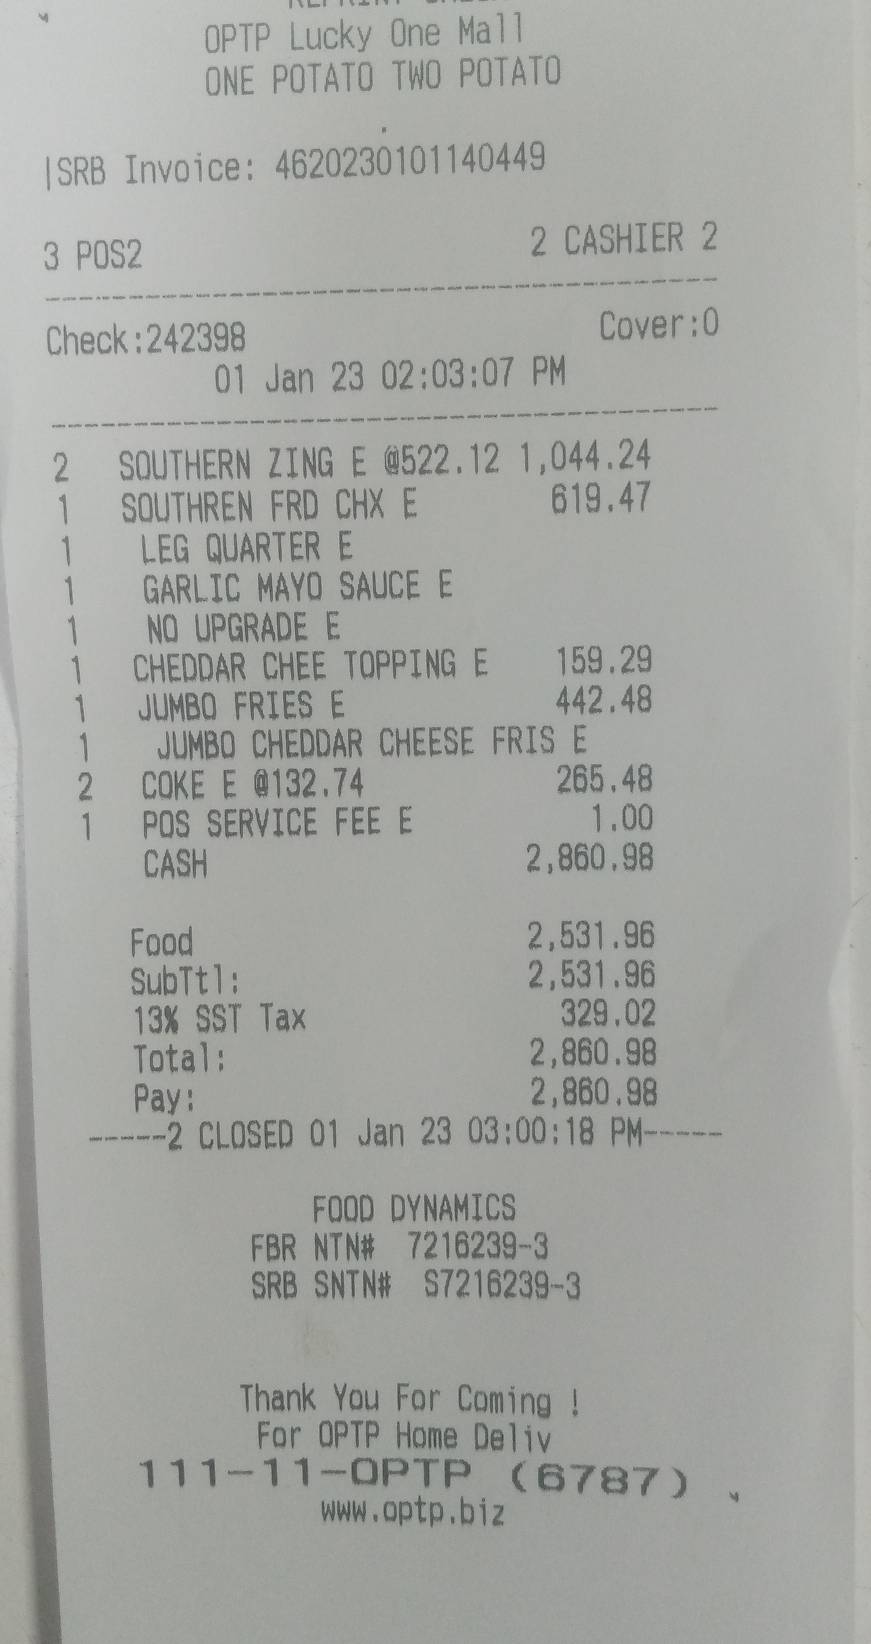 OPTP Lucky One Mall
ONE POTATO TWO POTATO
|SRB Invoice: 4620230101140449
3 POS2 2 CASHIER 2
Check:242398 Cover:0
01 Jan 23 02:03:07 PM
2 SOUTHERN ZING E @522.12 1,044.24
1 SOUTHREN FRD CHX E 619.47
1 LEG QUARTER E
1 GARLIC MAYO SAUCE E
1 NO UPGRADE E
1 CHEDDAR CHEE TOPPING E 159.29
1 JUMBO FRIES E 442.48
1 JUMBO CHEDDAR CHEESE FRIS E
2 COKE E @132.74 265.48
1 POS SERVICE FEE E 1.00
CASH 2,860.98
Food 2,531.96
SubTtl: 2,531.96
13% SST Tax 329.02
Total: 2,860.98
Pay: 2,860.98
-----2 CLOSED 01 Jan 23 03:00:18 PM-----
FOOD DYNAMICS
FBR NTN# 7216239-3
SRB SNTN# S7216239-3
Thank You For Coming !
For OPTP Home Deliv
111-11-OPTP (6787)
www.optp.biz